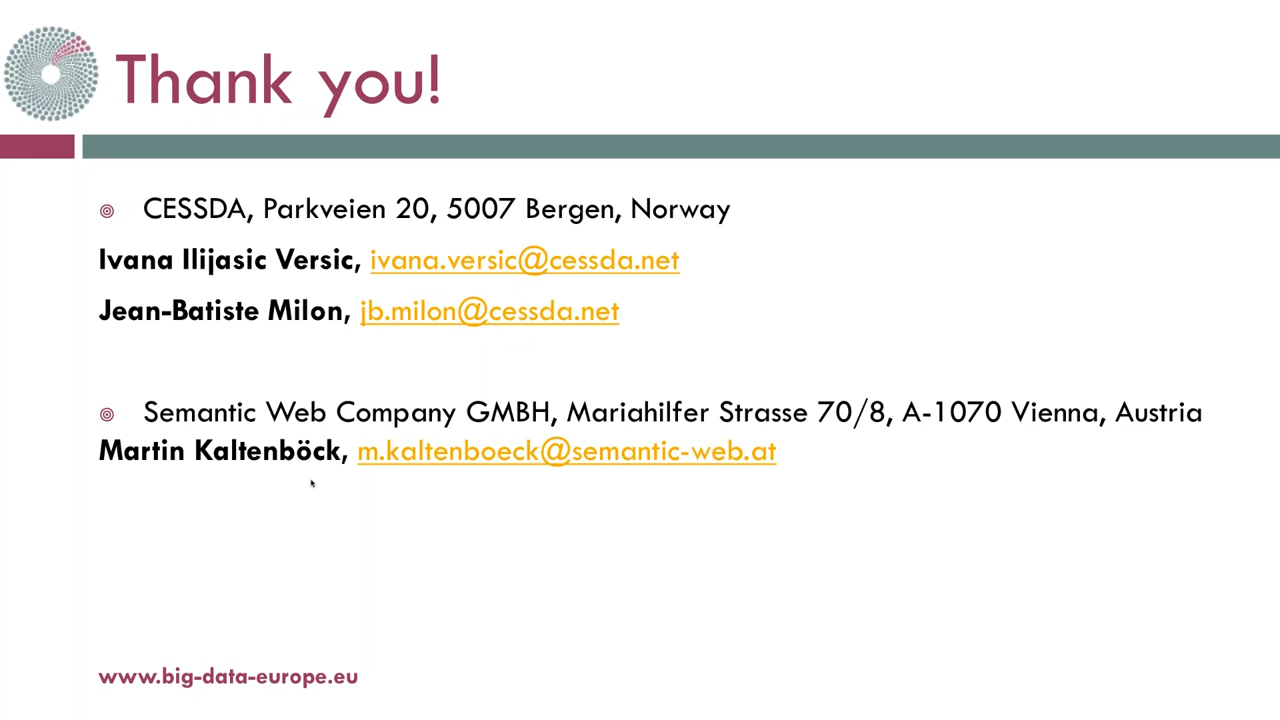 Thank you!
CESSDA, Parkveien 20, 5007 Bergen, Norway
Ivana Ilijasic Versic, ivana.versic@cessda.net
Jean-Batiste Milon, jb.milon@cessda.net
Semantic Web Company GMBH, Mariahilfer Strasse 70/8, A-1070 Vienna, Austria
Martin Kaltenböck, m.kaltenboeck@semantic-web.at
www.big-data-europe.eu